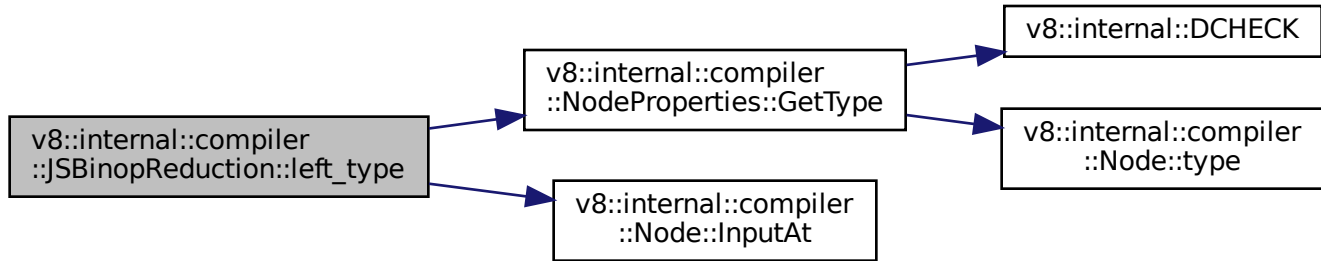 v8::internal::compiler
::JSBinopReduction::left_type
v8::internal::compiler
::NodeProperties::GetType
v8::internal::DCHECK
v8::internal::compiler
::Node::type
v8::internal::compiler
::Node::InputAt